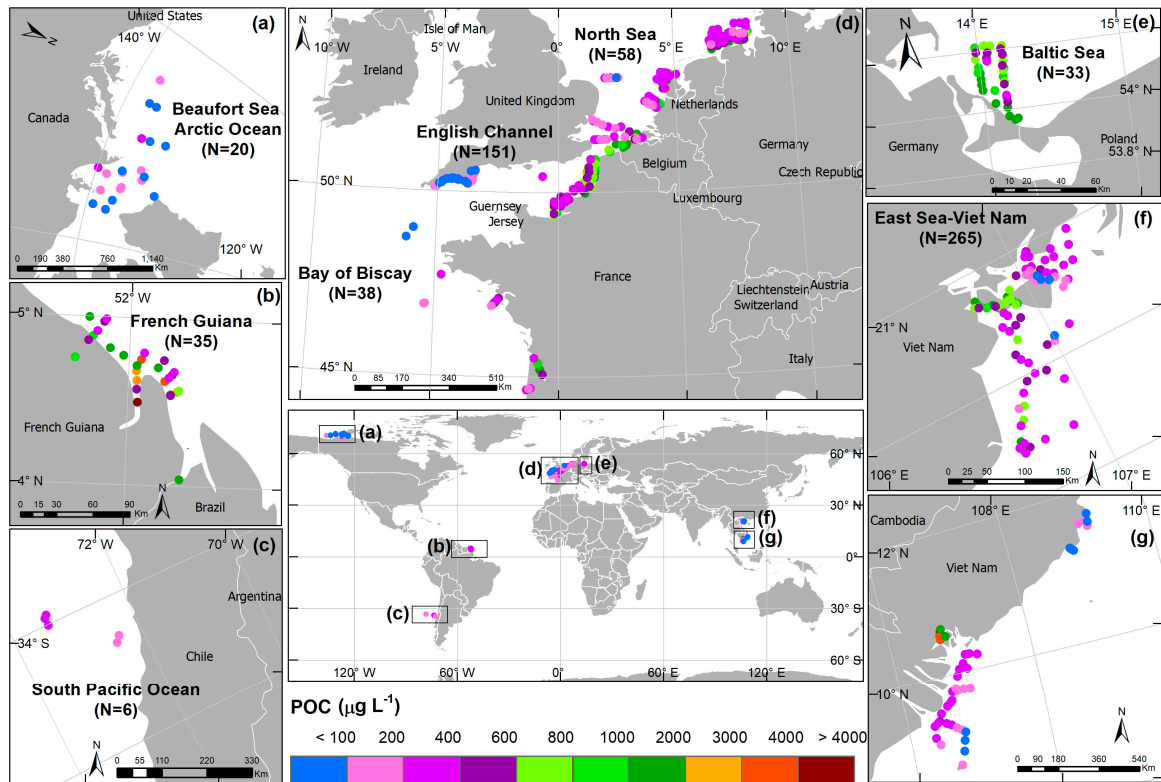 United States
(a)
140° W
N
Canada
Beaufort Sea
Arctic Ocean
(N=20)
120° W
0 190 380 760 1,140
Km
(b)
52° W
5° N
French Guiana
(N=35)
French Guiana
4° N
N
Brazil
0 15 30 60 90
Km
(c)
72° W
70° W
Argentina
34° S
Chile
South Pacific Ocean
(N=6)
N
0 55 110 220 330
Km
(d)
N
Isle of Man
10° W
5° W
0°
5° E
10° E
North Sea
(N=58)
Ireland
United Kingdom
Netherlands
English Channel
(N=151)
Germany
Belgium
Czech Republic
50° N
Luxembourg
Guernsey
Jersey
France
Bay of Biscay
(N=38)
Liechtenstein
Austria
Switzerland
45° N
Italy
0 85 170 340 510
Km
(a)
(d)
(e)
60° N
30° N
(f)
(g)
(b)
0°
(c)
30° S
60° S
120° W
60° W
0°
60° E
120° E
POC (µg L⁻¹)
< 100 100 200 400 600 800 1000 2000 3000 4000 > 4000
(e)
14° E
15° E
N
Baltic Sea
(N=33)
54° N
Germany
Poland
53.8° N
0 10 20 40 60
Km
(f)
East Sea-Viet Nam
(N=265)
21° N
Viet Nam
106° E
107° E
N
0 25 50 100 150
Km
(g)
108° E
110° E
Cambodia
12° N
Viet Nam
10° N
N
0 90 180 360 540
Km